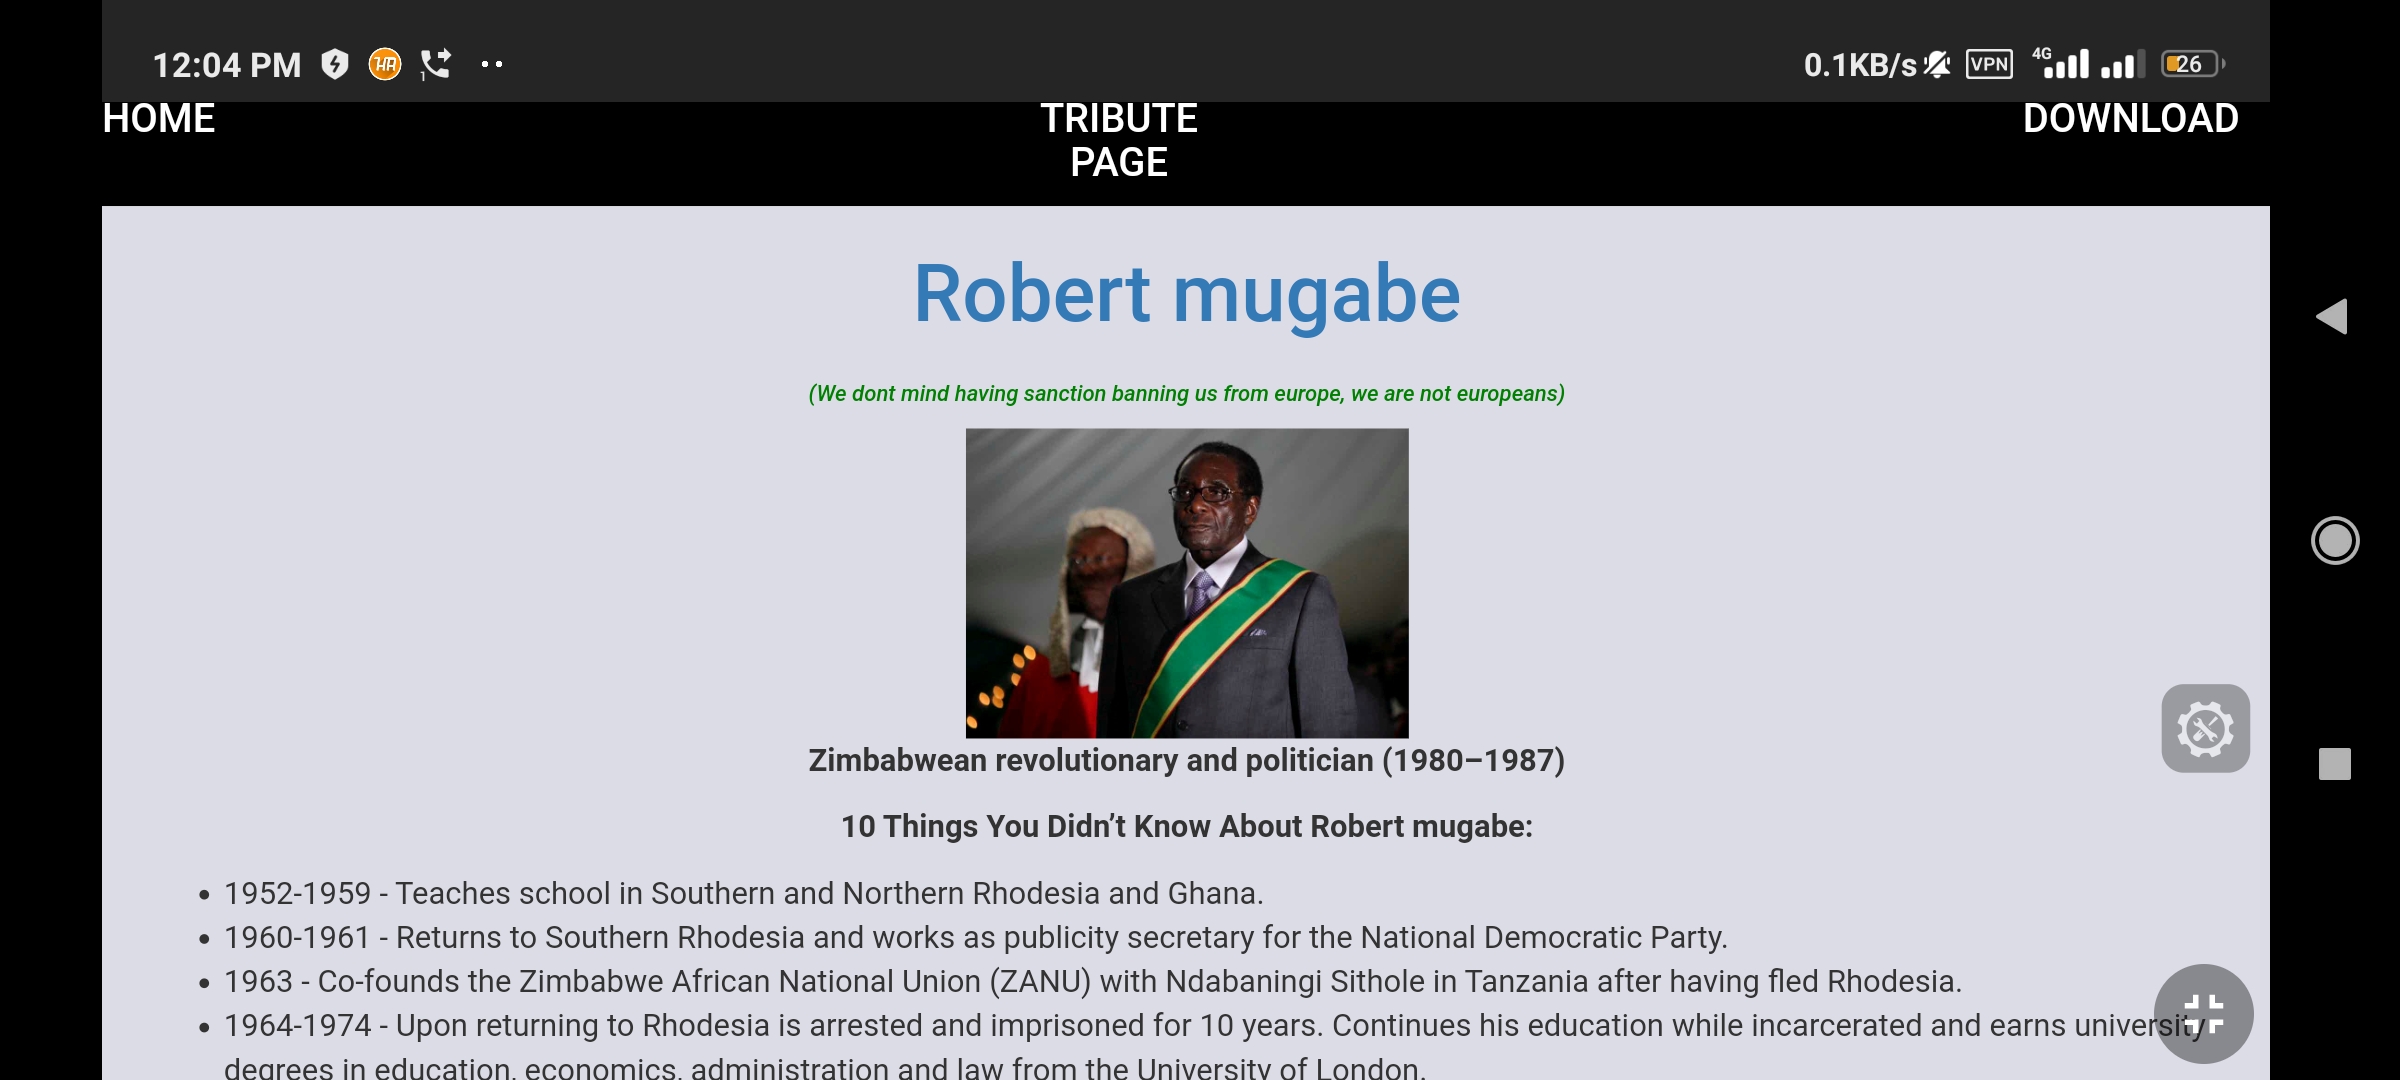 12:04 PM
1
0.1KB/s VPN 4G 26
HOME TRIBUTE PAGE DOWNLOAD
Robert mugabe
(We dont mind having sanction banning us from europe, we are not europeans)
Zimbabwean revolutionary and politician (1980–1987)
10 Things You Didn’t Know About Robert mugabe:
• 1952-1959 - Teaches school in Southern and Northern Rhodesia and Ghana.
• 1960-1961 - Returns to Southern Rhodesia and works as publicity secretary for the National Democratic Party.
• 1963 - Co-founds the Zimbabwe African National Union (ZANU) with Ndabaningi Sithole in Tanzania after having fled Rhodesia.
• 1964-1974 - Upon returning to Rhodesia is arrested and imprisoned for 10 years. Continues his education while incarcerated and earns university
degrees in education, economics, administration and law from the University of London.